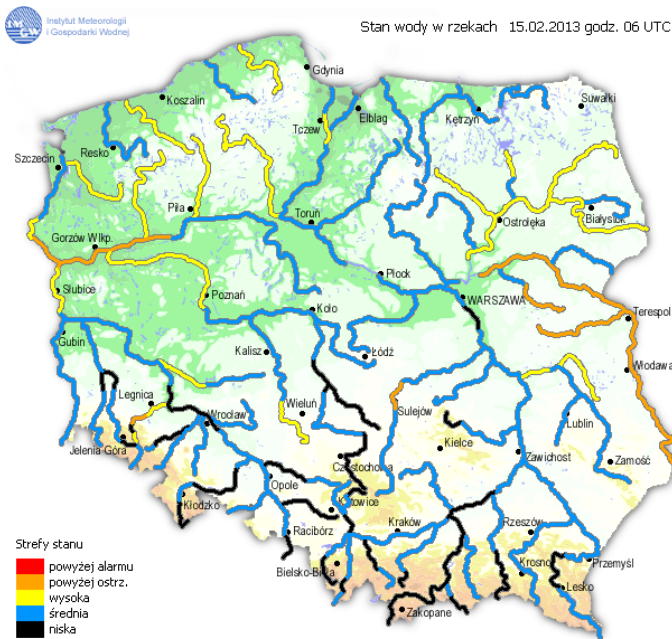 IMGW
Instytut Meteorologii
i Gospodarki Wodnej
Stan wody w rzekach 15.02.2013 godz. 06 UTC
Gdynia
Koszalin
Suwałki
Elbląg
Kętrzyn
Tczew
Resko
Szczecin
Piła
Toruń
Ostrołęka
Białystok
Gorzów Wlkp.
Płock
Słubice
Poznań
WARSZAWA
Koło
Terespol
Gubin
Kalisz
Łódź
Włodawa
Legnica
Wieluń
Sulejów
Wrocław
Lublin
Jelenia Góra
Kielce
Zawichost
Zamość
Częstochowa
Opole
Kłodzko
Katowice
Racibórz
Kraków
Rzeszów
Bielsko-Biała
Krosno
Przemyśl
Lesko
Zakopane
Strefy stanu
powyżej alarmu
powyżej ostrz.
wysoka
średnia
niska